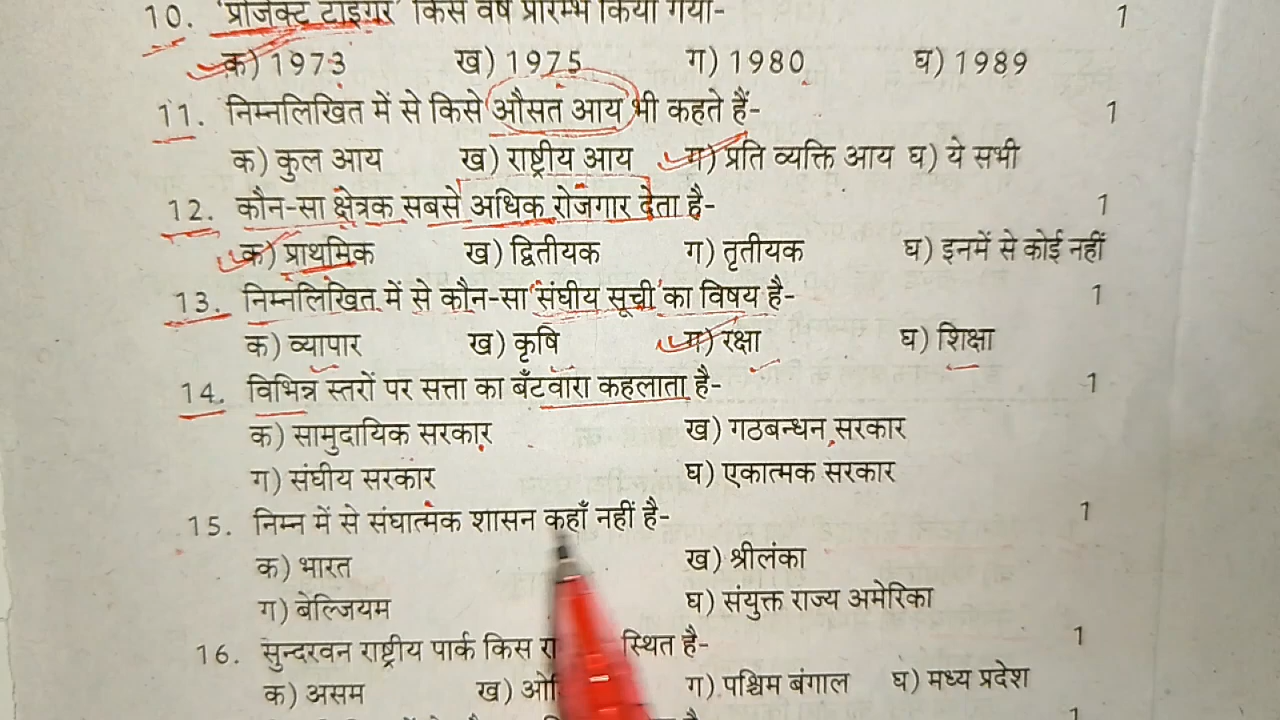 10. 'प्रोजेक्ट टाइगर' किस वर्ष प्रारम्भ किया गया- 1
क) 1973 ख) 1975 ग) 1980 घ) 1989
11. निम्नलिखित में से किसे औसत आय भी कहते हैं- 1
क) कुल आय ख) राष्ट्रीय आय ग) प्रति व्यक्ति आय घ) ये सभी
12. कौन-सा क्षेत्रक सबसे अधिक रोजगार देता है- 1
क) प्राथमिक ख) द्वितीयक ग) तृतीयक घ) इनमें से कोई नहीं
13. निम्नलिखित में से कौन-सा 'संघीय सूची' का विषय है- 1
क) व्यापार ख) कृषि ग) रक्षा घ) शिक्षा
14. विभिन्न स्तरों पर सत्ता का बँटवारा कहलाता है- 1
क) सामुदायिक सरकार ख) गठबन्धन सरकार
ग) संघीय सरकार घ) एकात्मक सरकार
15. निम्न में से संघात्मक शासन कहाँ नहीं है- 1
क) भारत ख) श्रीलंका
ग) बेल्जियम घ) संयुक्त राज्य अमेरिका
16. सुन्दरवन राष्ट्रीय पार्क किस स्थित है- 1
क) असम ख) ग) पश्चिम बंगाल घ) मध्य प्रदेश